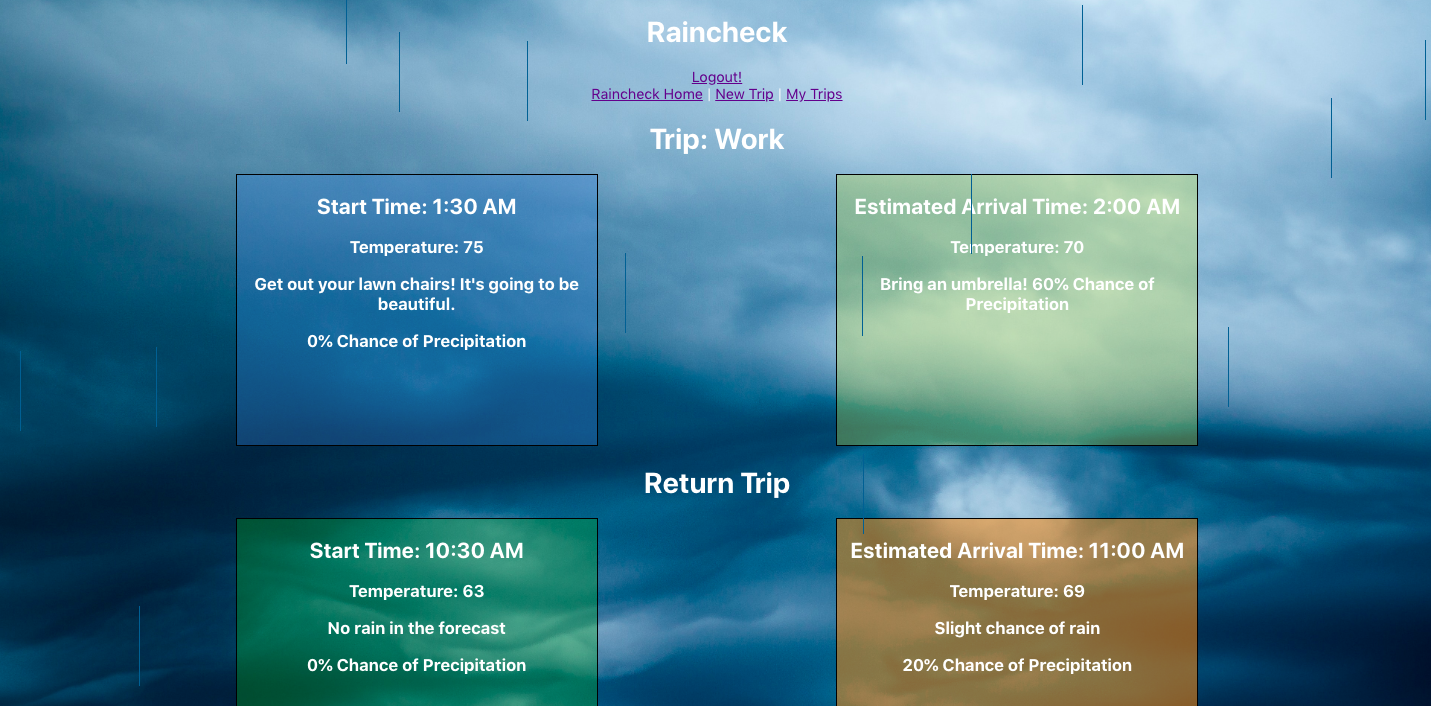 Raincheck
Logout!
Raincheck Home | New Trip | My Trips
Trip: Work
Start Time: 1:30 AM
Temperature: 75
Get out your lawn chairs! It's going to be
beautiful.
0% Chance of Precipitation
Estimated Arrival Time: 2:00 AM
Temperature: 70
Bring an umbrella! 60% Chance of
Precipitation
Return Trip
Start Time: 10:30 AM
Temperature: 63
No rain in the forecast
0% Chance of Precipitation
Estimated Arrival Time: 11:00 AM
Temperature: 69
Slight chance of rain
20% Chance of Precipitation